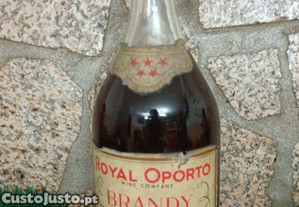 ROYAL OPORTO
WINE COMPANY
BRANDY
CustoJusto.pt